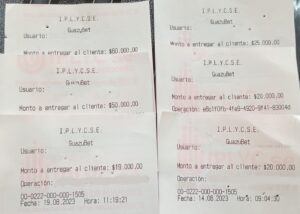 I.P.L.Y.C.S.E.
GuazuBet
Usuario:
Monto a entregar al cliente: $60.000,00
I.P.L.Y.C.S.E.
GuazuBet
Usuario:
Monto a entregar al cliente: $50.000,00
I.P.L.Y.C.S.E.
GuazuBet
Usuario:
Monto a entregar al cliente: $19.000,00
Operación:
00-0222-000-000-1505
Fecha: 19.08.2023 Hora: 11:19:21
I.P.L.Y.C.S.E.
GuazuBet
Usuario:
Monto a entregar al cliente: $25.000,00
I.P.L.Y.C.S.E.
GuazuBet
Usuario:
Monto a entregar al cliente: $20.000,00
Operación:
I.P.L.Y.C.S.E.
GuazuBet
Usuario:
Monto a entregar al cliente: $20.000,00
Operación:
00-0222-000-000-1505
Fecha: 14.08.2023 Hora: 09:04:30